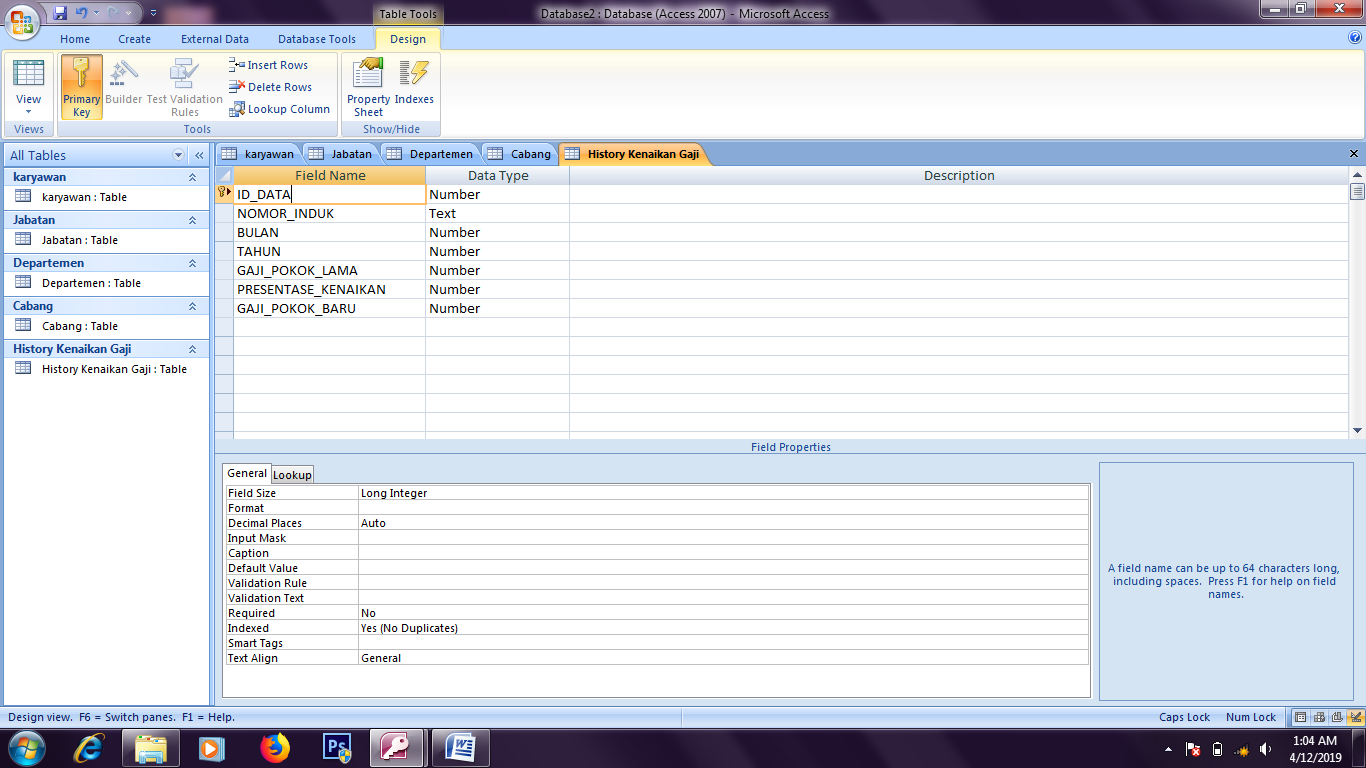 Table Tools
Database2 : Database (Access 2007) - Microsoft Access
Home Create External Data Database Tools Design
View
Views
Primary Key
Builder
Test Validation Rules
Insert Rows
Delete Rows
Lookup Column
Tools
Property Sheet
Indexes
Show/Hide
All Tables
karyawan
karyawan : Table
Jabatan
Jabatan : Table
Departemen
Departemen : Table
Cabang
Cabang : Table
History Kenaikan Gaji
History Kenaikan Gaji : Table
karyawan Jabatan Departemen Cabang History Kenaikan Gaji
Field Name Data Type Description
ID_DATA Number
NOMOR_INDUK Text
BULAN Number
TAHUN Number
GAJI_POKOK_LAMA Number
PRESENTASE_KENAIKAN Number
GAJI_POKOK_BARU Number
Field Properties
General Lookup
Field Size Long Integer
Format
Decimal Places Auto
Input Mask
Caption
Default Value
Validation Rule
Validation Text
Required No
Indexed Yes (No Duplicates)
Smart Tags
Text Align General
A field name can be up to 64 characters long,
including spaces. Press F1 for help on field
names.
Design view. F6 = Switch panes. F1 = Help.
Caps Lock Num Lock
Ps
1:04 AM
4/12/2019